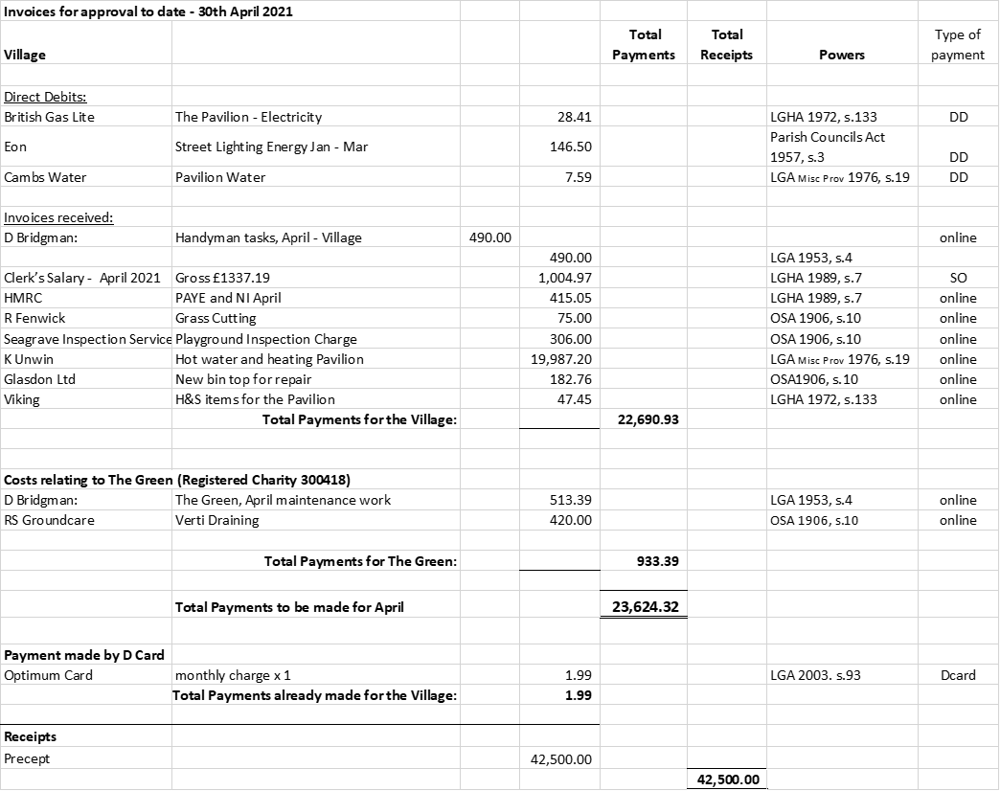 Invoices for approval to date - 30th April 2021
Village Total Payments Total Receipts Powers Type of payment
Direct Debits:
British Gas Lite The Pavilion - Electricity 28.41 LGHA 1972, s.133 DD
Eon Street Lighting Energy Jan - Mar 146.50 Parish Councils Act 1957, s.3 DD
Cambs Water Pavilion Water 7.59 LGA Misc Prov 1976, s.19 DD
Invoices received:
D Bridgman: Handyman tasks, April - Village 490.00 online
490.00 LGA 1953, s.4
Clerk's Salary - April 2021 Gross £1337.19 1,004.97 LGHA 1989, s.7 SO
HMRC PAYE and NI April 415.05 LGHA 1989, s.7 online
R Fenwick Grass Cutting 75.00 OSA 1906, s.10 online
Seagrave Inspection Service Playground Inspection Charge 306.00 OSA 1906, s.10 online
K Unwin Hot water and heating Pavilion 19,987.20 LGA Misc Prov 1976, s.19 online
Glasdon Ltd New bin top for repair 182.76 OSA1906, s.10 online
Viking H&S items for the Pavilion 47.45 LGHA 1972, s.133 online
Total Payments for the Village: 22,690.93
Costs relating to The Green (Registered Charity 300418)
D Bridgman: The Green, April maintenance work 513.39 LGA 1953, s.4 online
RS Groundcare Verti Draining 420.00 OSA 1906, s.10 online
Total Payments for The Green: 933.39
Total Payments to be made for April 23,624.32
Payment made by D Card
Optimum Card monthly charge x 1 1.99 LGA 2003. s.93 Dcard
Total Payments already made for the Village: 1.99
Receipts
Precept 42,500.00
42,500.00